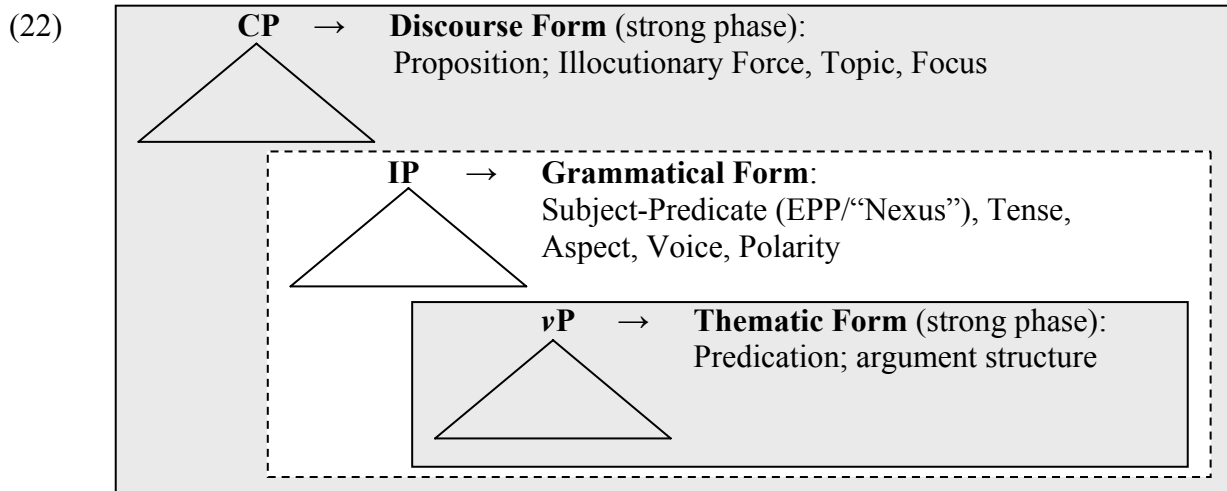 (22) CP → Discourse Form (strong phase):
Proposition; Illocutionary Force, Topic, Focus
IP → Grammatical Form:
Subject-Predicate (EPP/“Nexus”), Tense,
Aspect, Voice, Polarity
vP → Thematic Form (strong phase):
Predication; argument structure